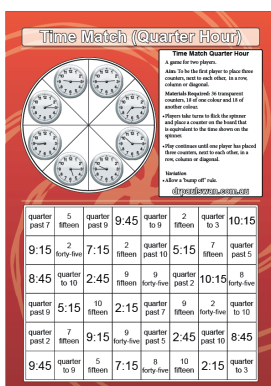 Time Match (Quarter Hour)
Time Match Quarter Hour
A game for two players.
Aim: To be the first player to place three
counters, next to each other, in a row,
column or diagonal.
Materials Required: 36 transparent
counters, 18 of one colour and 18 of
another colour.
•Players take turns to flick the spinner
and place a counter on the board that
is equivalent to the time shown on the
spinner.
•Play continues until one player has placed
three counters, next to each other, in a
row, column or diagonal.
Variation
•Allow a 'bump off' rule.
drpaulswan.com.au
quarter past 7 5 fifteen quarter past 9 9:45 quarter to 9 2 fifteen quarter to 3 10:15
9:15 2 forty-five 7:15 2 fifteen quarter past 10 5:15 7 fifteen quarter past 5
8:45 quarter to 10 2:45 9 fifteen 9 forty-five quarter past 2 10:15 8 forty-five
quarter past 9 5:15 10 fifteen 2:15 quarter past 7 9 fifteen 2 forty-five quarter to 10
quarter past 2 7 fifteen 9:15 9 forty-five quarter past 5 2:45 quarter past 10 8:45
9:45 quarter to 9 5 fifteen 7:15 8 forty-five 10 fifteen 2:15 quarter to 3